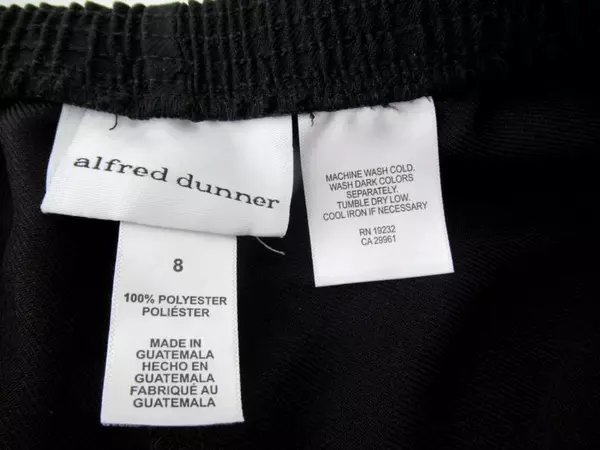 alfred dunner
8
100% POLYESTER
POLIÉSTER
MADE IN
GUATEMALA
HECHO EN
GUATEMALA
FABRIQUÉ AU
GUATEMALA
MACHINE WASH COLD.
WASH DARK COLORS
SEPARATELY.
TUMBLE DRY LOW.
COOL IRON IF NECESSARY
RN 19232
CA 29961